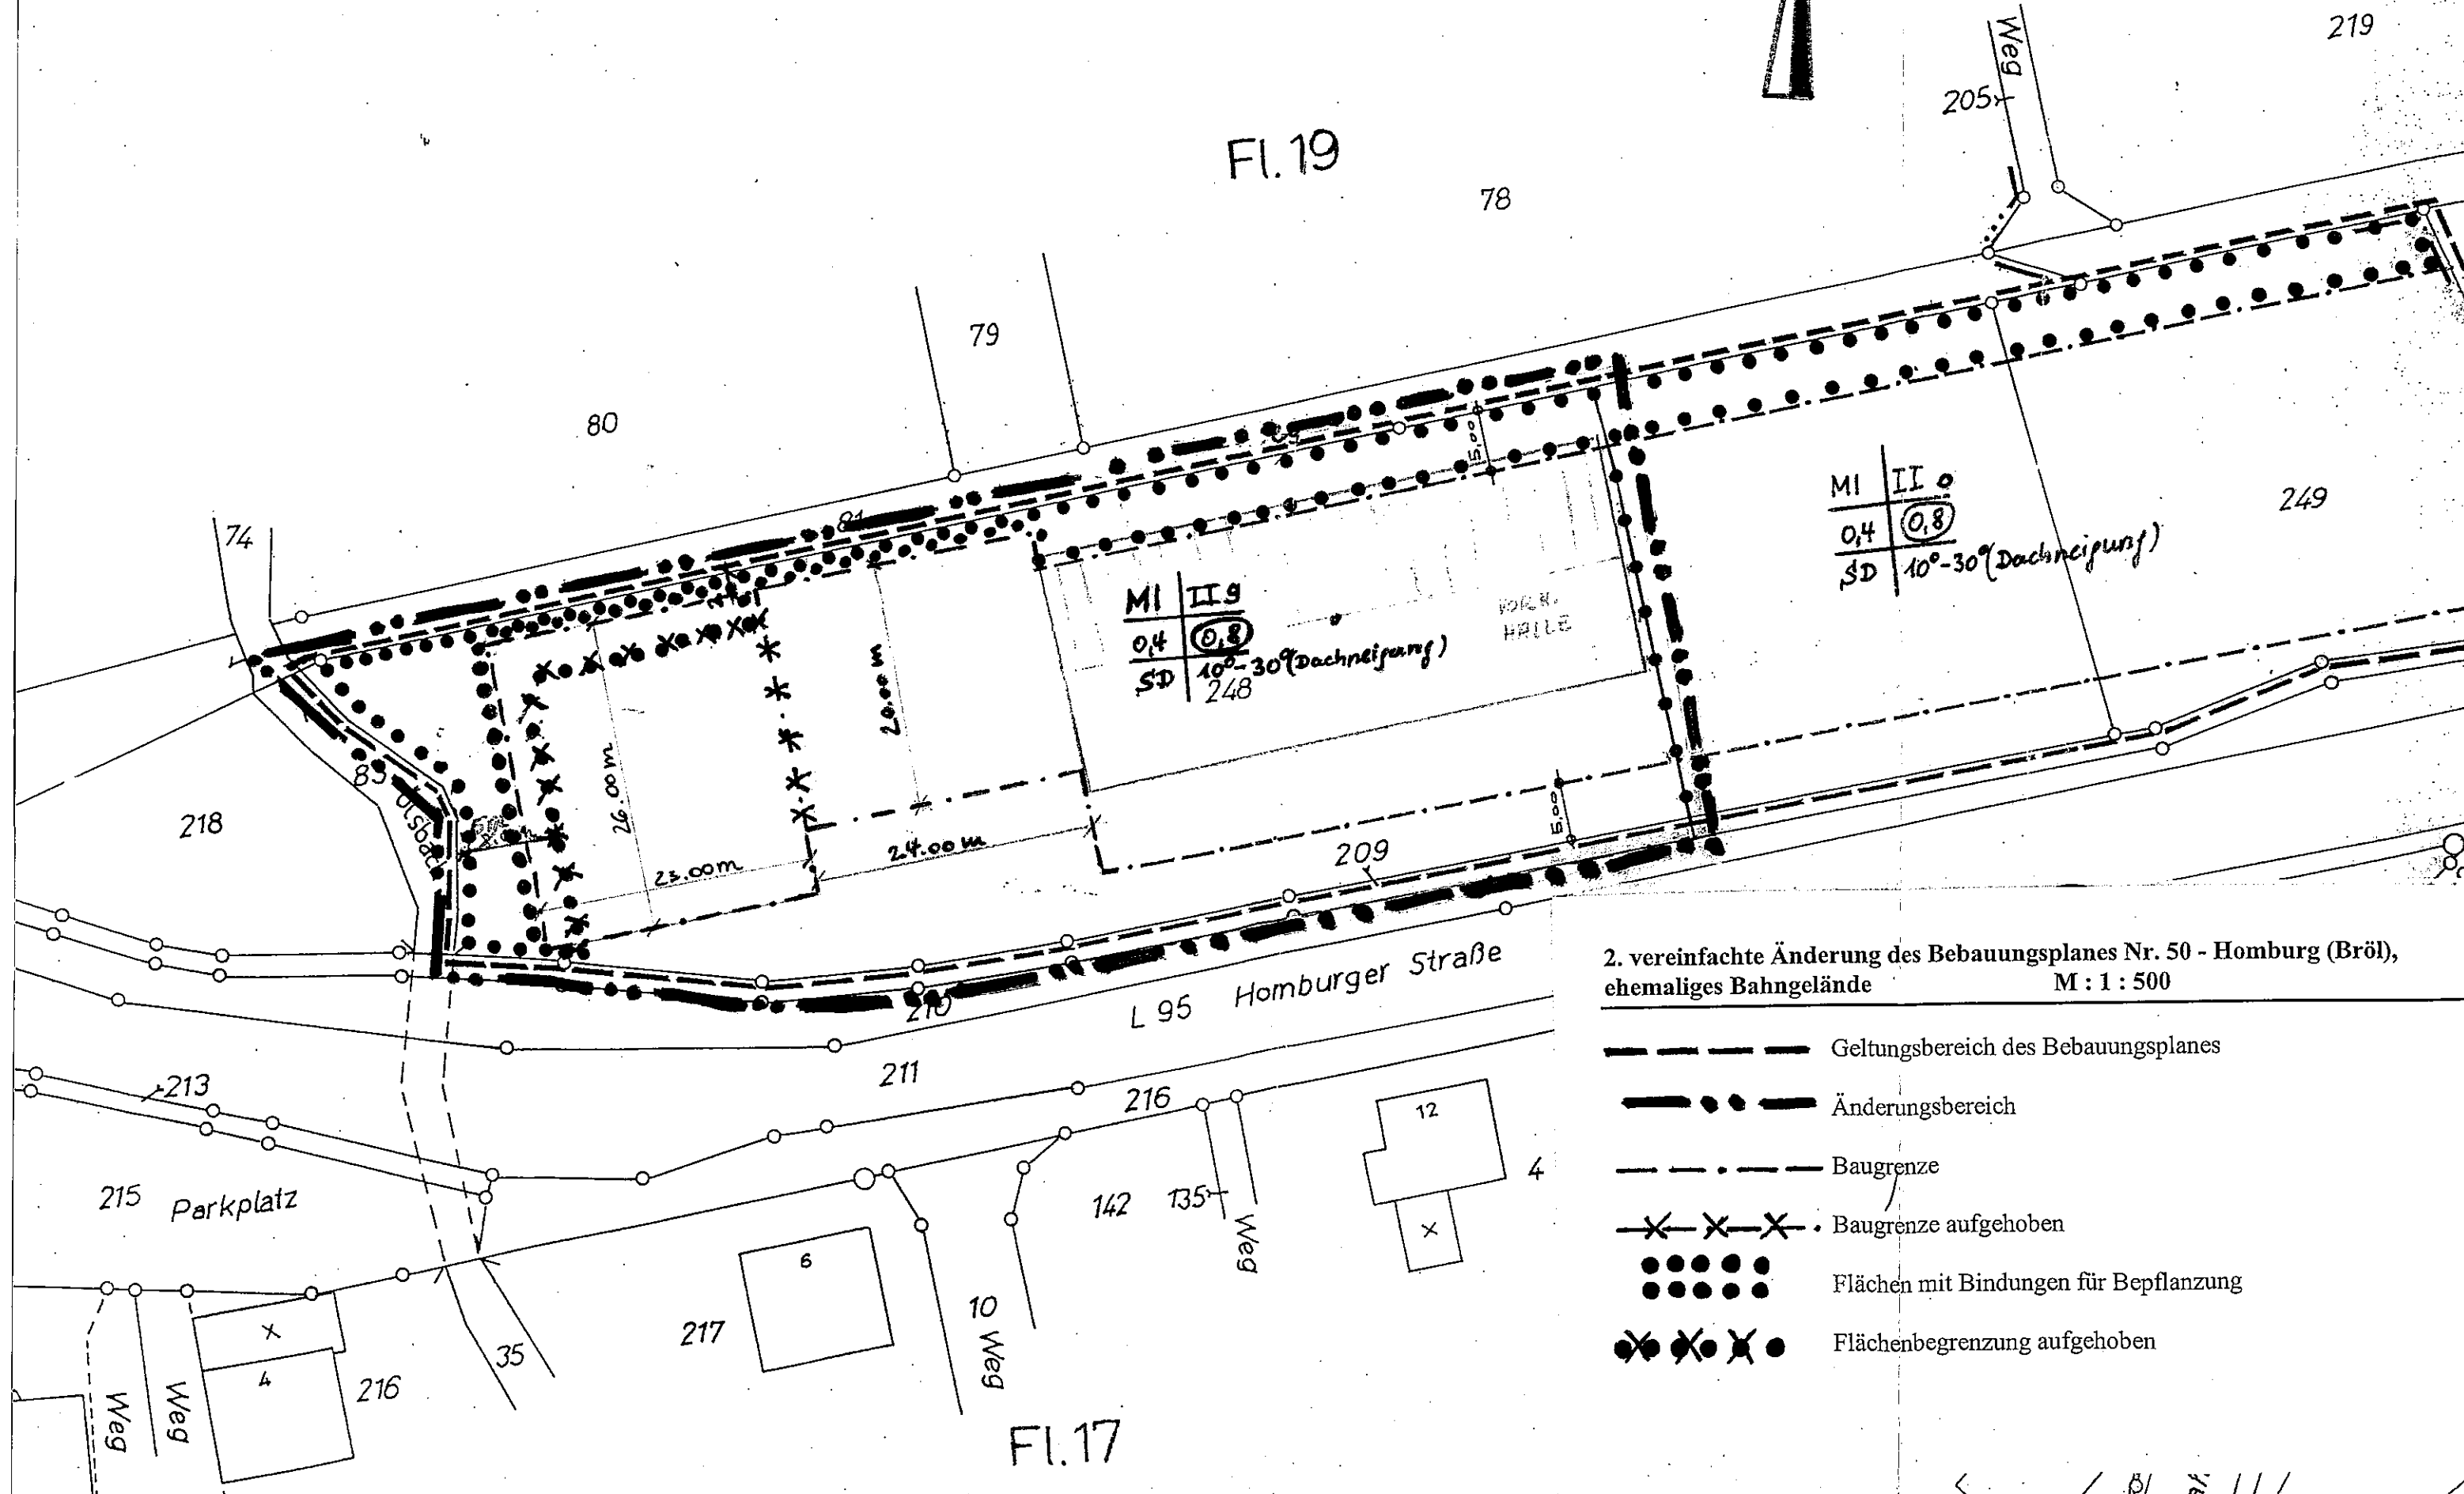 Weg
219
205
Fl.19
78
79
80
81
74
5.00
MI II o
0,4 0,8
SD 10°-30° (Dachneigung)
249
MI II g
0,4 0,8
SD 10°-30° (Dachneigung)
248
VORH.
HALLE
20.00 m
26.00 m
83
218
23.00 m
24.00 m
5.00
209
210
L 95 Homburger Straße
211
213
216
215 Parkplatz
142
135
Weg
12
4
X
6
217
10 Weg
35
X
4
216
Weg
Weg
Fl.17
2. vereinfachte Änderung des Bebauungsplanes Nr. 50 - Homburg (Bröl),
ehemaliges Bahngelände M : 1 : 500
Geltungsbereich des Bebauungsplanes
Änderungsbereich
Baugrenze
Baugrenze aufgehoben
Flächen mit Bindungen für Bepflanzung
Flächenbegrenzung aufgehoben